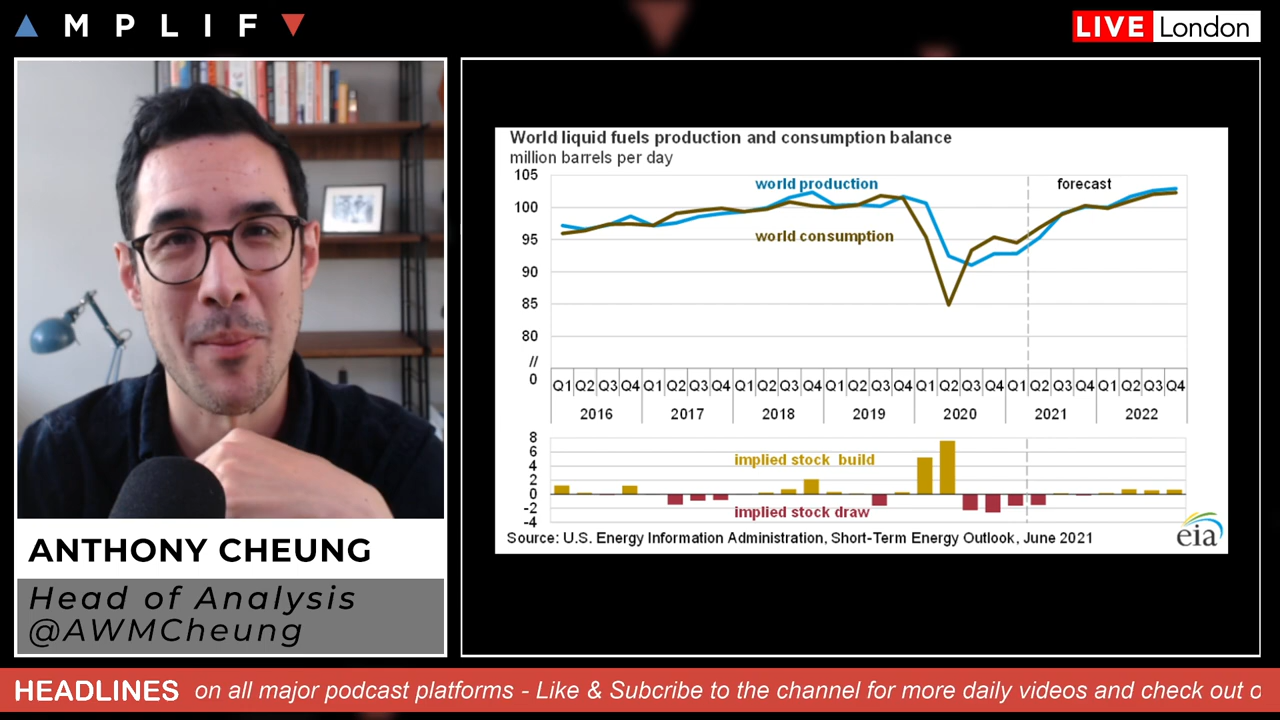 AMPLIFY
LIVE London
World liquid fuels production and consumption balance
million barrels per day
105
100
95
90
85
80
//
0
world production
forecast
world consumption
Q1 Q2 Q3 Q4 Q1 Q2 Q3 Q4 Q1 Q2 Q3 Q4 Q1 Q2 Q3 Q4 Q1 Q2 Q3 Q4 Q1 Q2 Q3 Q4 Q1 Q2 Q3 Q4
2016 2017 2018 2019 2020 2021 2022
8
6
4
2
0
-2
-4
implied stock build
implied stock draw
Source: U.S. Energy Information Administration, Short-Term Energy Outlook, June 2021
eia
ANTHONY CHEUNG
Head of Analysis
@AWMCheung
HEADLINES on all major podcast platforms - Like & Subcribe to the channel for more daily videos and check out